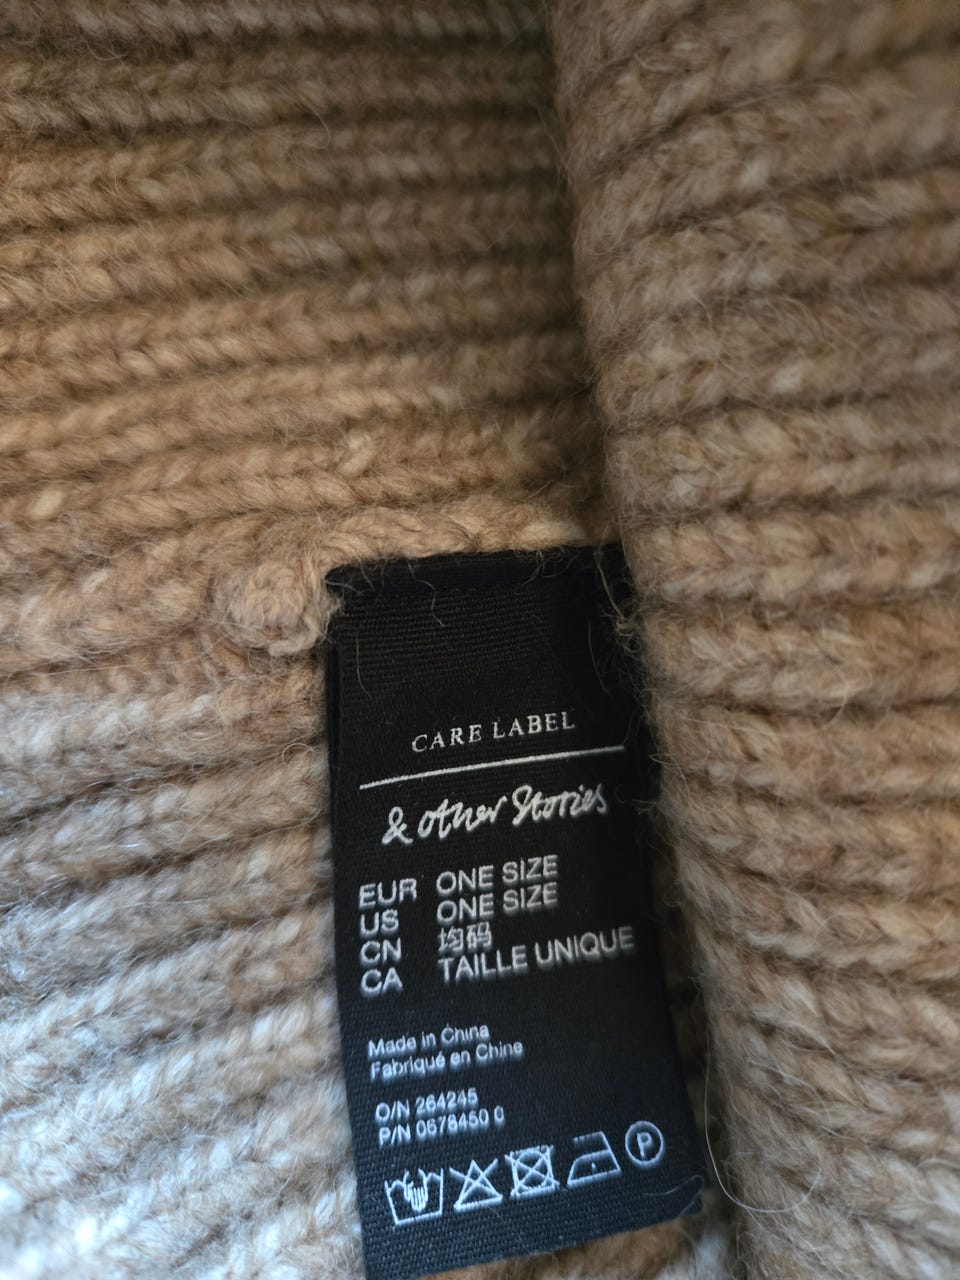 CARE LABEL
& other Stories
EUR ONE SIZE
US ONE SIZE
CN 均码
CA TAILLE UNIQUE
Made in China
Fabriqué en Chine
O/N 264245
P/N 0678450 0
P